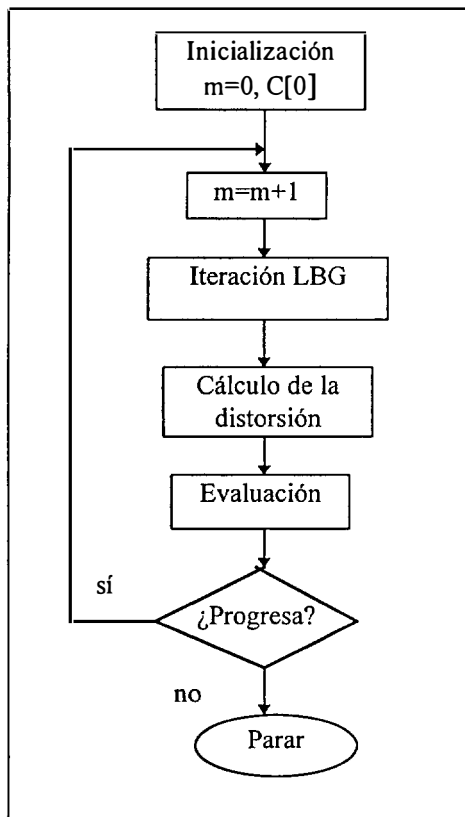 Inicialización
m=0, C[0]
m=m+1
Iteración LBG
Cálculo de la
distorsión
Evaluación
sí
¿Progresa?
no
Parar